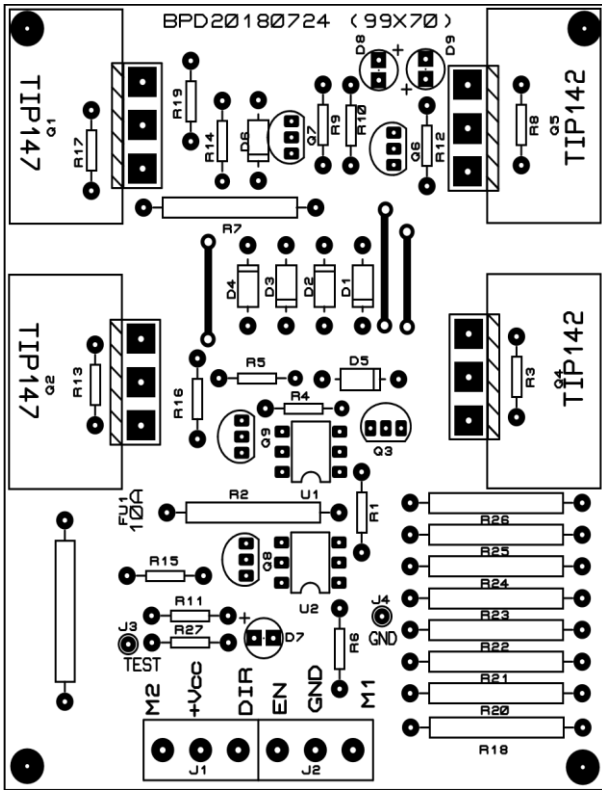 BPD20180724 (99X70)
D8
+
D9
+
TIP147
Q1
R17
R19
R14
D6
Q7
R9
R10
Q6
R12
R8
Q5
TIP142
R7
D4
D3
D2
D1
TIP147
Q2
R13
R16
R5
D5
R4
Q9
Q3
R3
Q4
TIP142
U1
FU1
10A
R2
R1
R26
R25
R15
Q8
R24
U2
R11
+
J4
R23
J3
R27
D7
R6
GND
R22
TEST
R21
M2
+Vcc
DIR
EN
GND
M1
R20
R18
J1
J2